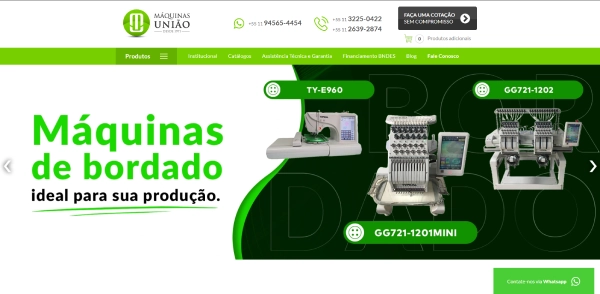 MÁQUINAS
UNIÃO
+55 11 94565-4454
+55 11 3225-0422
+55 11 2639-2874
FAÇA UMA COTAÇÃO
SEM COMPROMISSO
0 Produtos adicionais
Produtos
Institucional
Catálogos
Assistência Técnica e Garantia
Financiamento BNDES
Blog
Fale Conosco
Máquinas
de bordado
ideal para sua produção.
TY-E960
GG721-1202
GG721-1201MINI
BOR
DADO
Contate-nos via Whatsapp